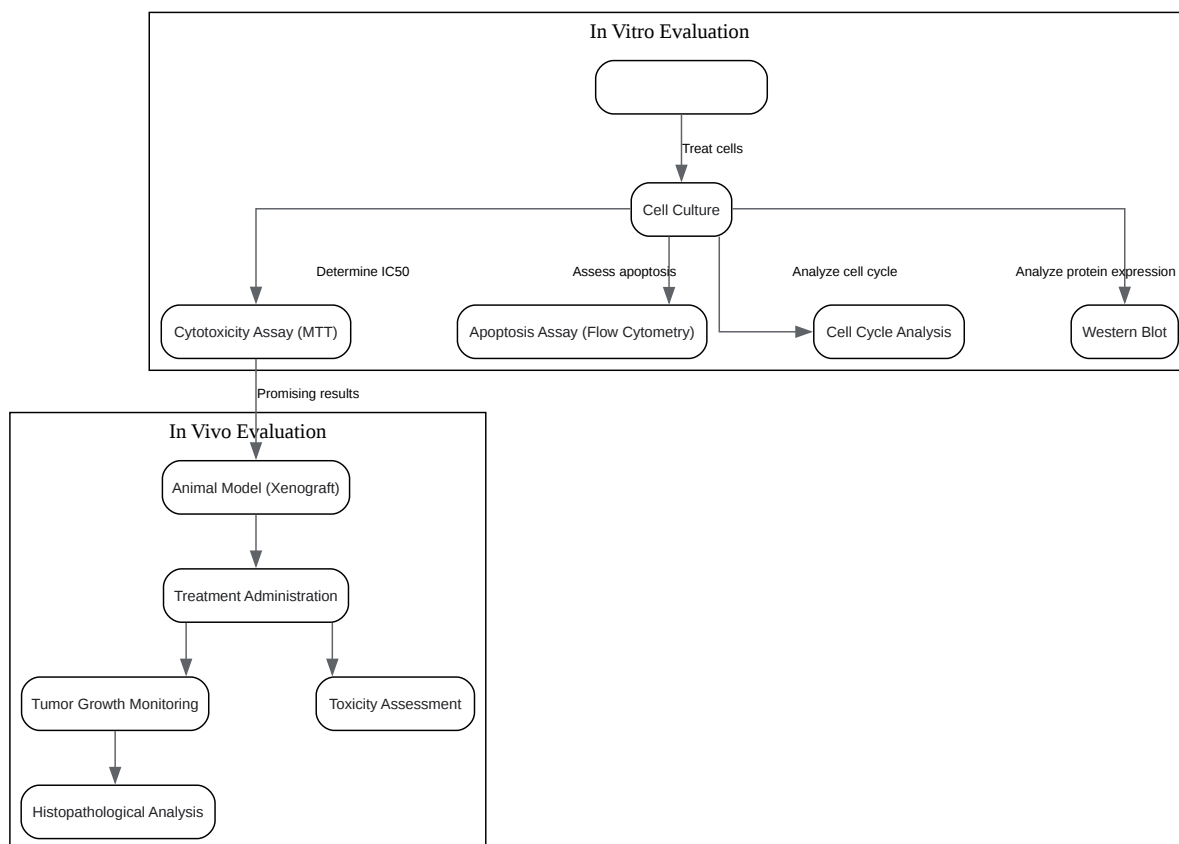 In Vitro Evaluation
Treat cells
Cell Culture
Determine IC50
Assess apoptosis
Analyze cell cycle
Analyze protein expression
Cytotoxicity Assay (MTT)
Apoptosis Assay (Flow Cytometry)
Cell Cycle Analysis
Western Blot
Promising results
In Vivo Evaluation
Animal Model (Xenograft)
Treatment Administration
Tumor Growth Monitoring
Toxicity Assessment
Histopathological Analysis